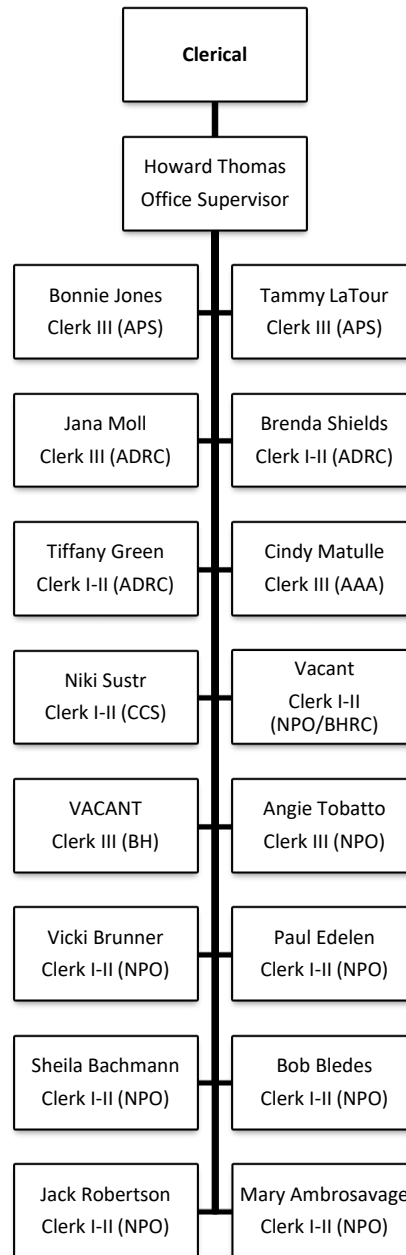 Clerical
Howard Thomas
Office Supervisor
Bonnie Jones
Clerk III (APS)
Tammy LaTour
Clerk III (APS)
Jana Moll
Clerk III (ADRC)
Brenda Shields
Clerk I-II (ADRC)
Tiffany Green
Clerk I-II (ADRC)
Cindy Matulle
Clerk III (AAA)
Niki Sustr
Clerk I-II (CCS)
Vacant
Clerk I-II
(NPO/BHRC)
VACANT
Clerk III (BH)
Angie Tobatto
Clerk III (NPO)
Vicki Brunner
Clerk I-II (NPO)
Paul Edelen
Clerk I-II (NPO)
Sheila Bachmann
Clerk I-II (NPO)
Bob Bledes
Clerk I-II (NPO)
Jack Robertson
Clerk I-II (NPO)
Mary Ambrosavage
Clerk I-II (NPO)